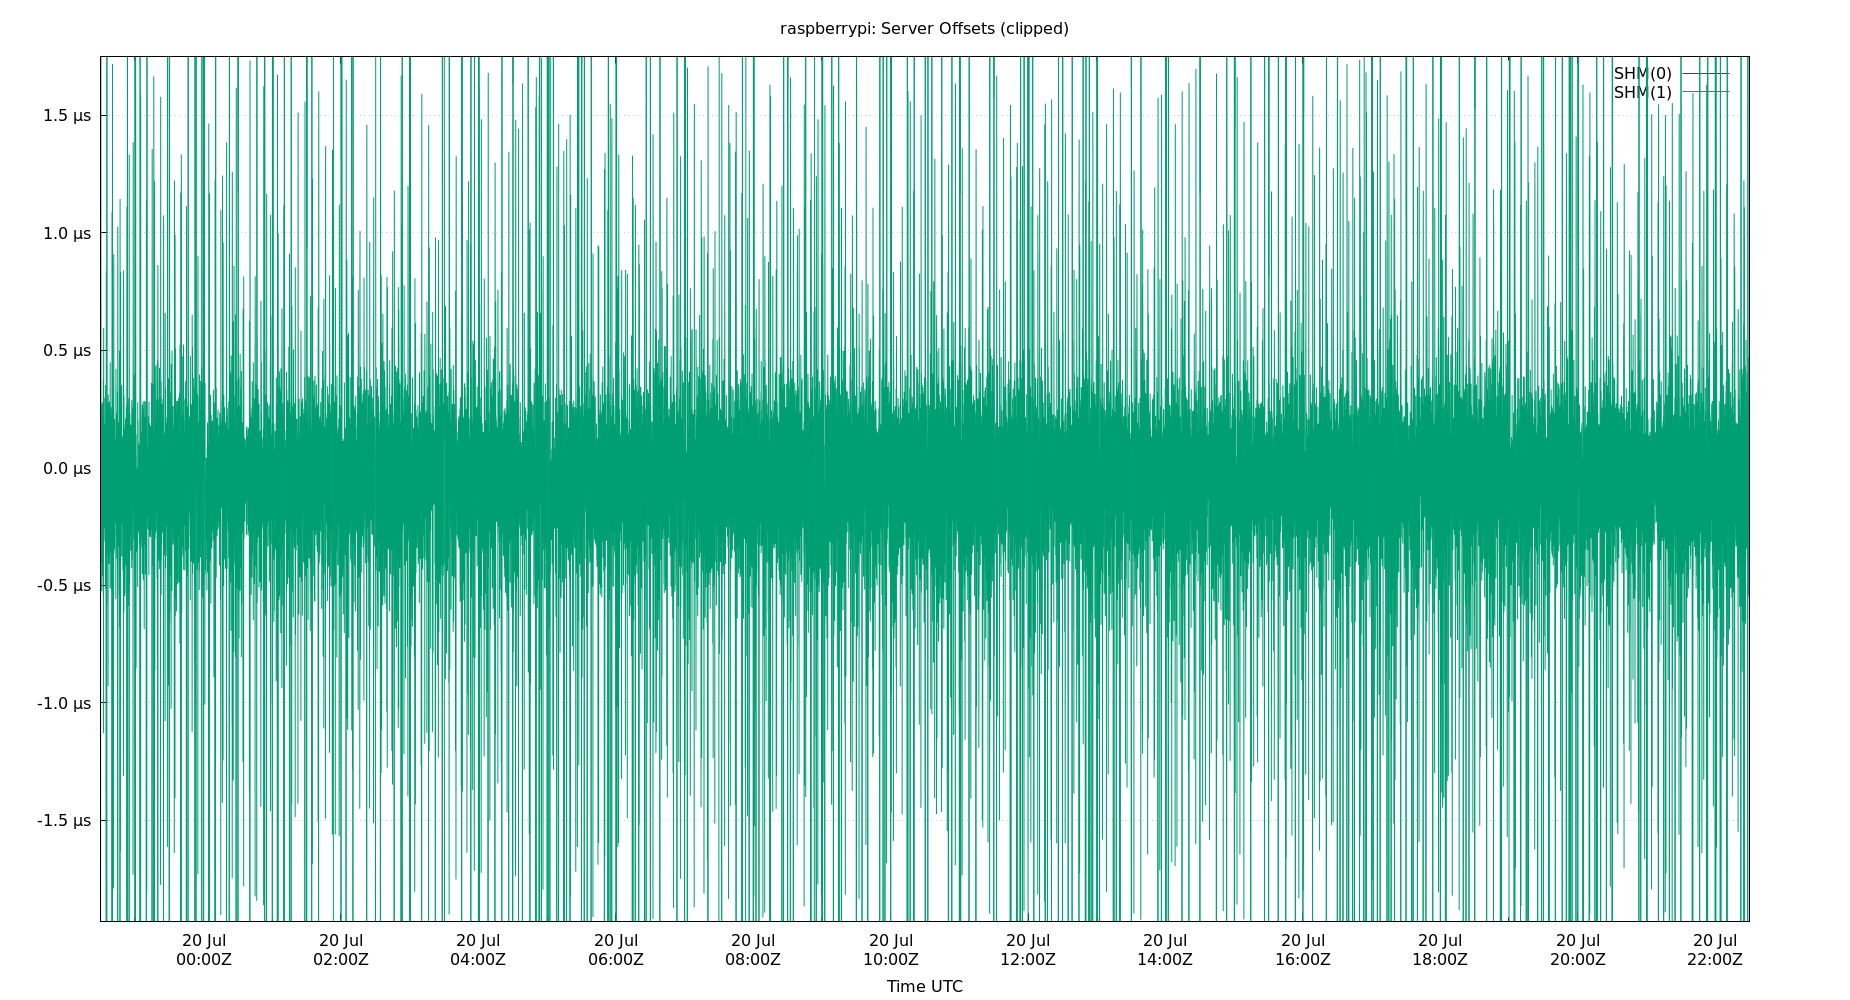 raspberrypi: Server Offsets (clipped)
SHM(0)
SHM(1)
1.5 µs
1.0 µs
0.5 µs
0.0 µs
-0.5 µs
-1.0 µs
-1.5 µs
20 Jul 20 Jul 20 Jul 20 Jul 20 Jul 20 Jul 20 Jul 20 Jul 20 Jul 20 Jul 20 Jul 20 Jul
00:00Z 02:00Z 04:00Z 06:00Z 08:00Z 10:00Z 12:00Z 14:00Z 16:00Z 18:00Z 20:00Z 22:00Z
Time UTC